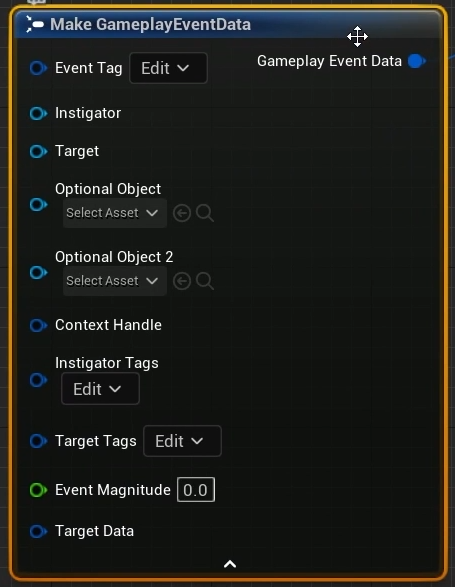 Make GameplayEventData
Gameplay Event Data
Event Tag Edit
Instigator
Target
Optional Object
Select Asset
Optional Object 2
Select Asset
Context Handle
Instigator Tags
Edit
Target Tags Edit
Event Magnitude 0.0
Target Data